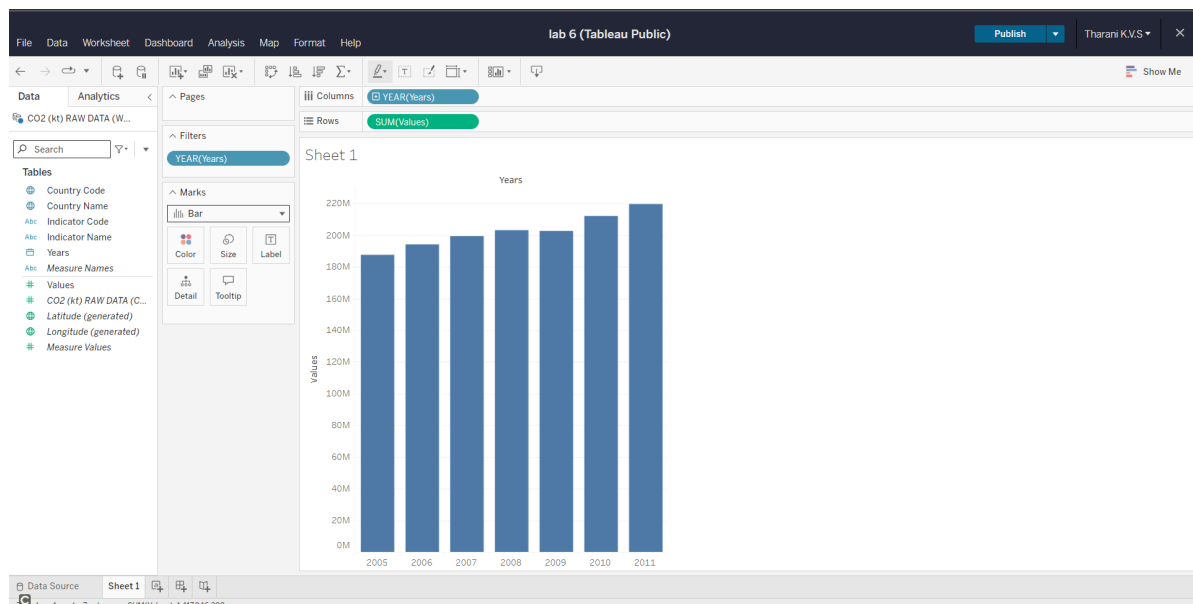 lab 6 (Tableau Public)
Publish
Tharani K.V.S
File Data Worksheet Dashboard Analysis Map Format Help
Show Me
Data Analytics
CO2 (kt) RAW DATA (W...
Search
Tables
Country Code
Country Name
Abc Indicator Code
Abc Indicator Name
Years
Abc Measure Names
Values
CO2 (kt) RAW DATA (C...
Latitude (generated)
Longitude (generated)
Measure Values
Pages
Filters
YEAR(Years)
Marks
Bar
Color Size Label
Detail Tooltip
Columns YEAR(Years)
Rows SUM(Values)
Sheet 1
Years
Values
220M
200M
180M
160M
140M
120M
100M
80M
60M
40M
20M
0M
2005 2006 2007 2008 2009 2010 2011
Data Source Sheet 1